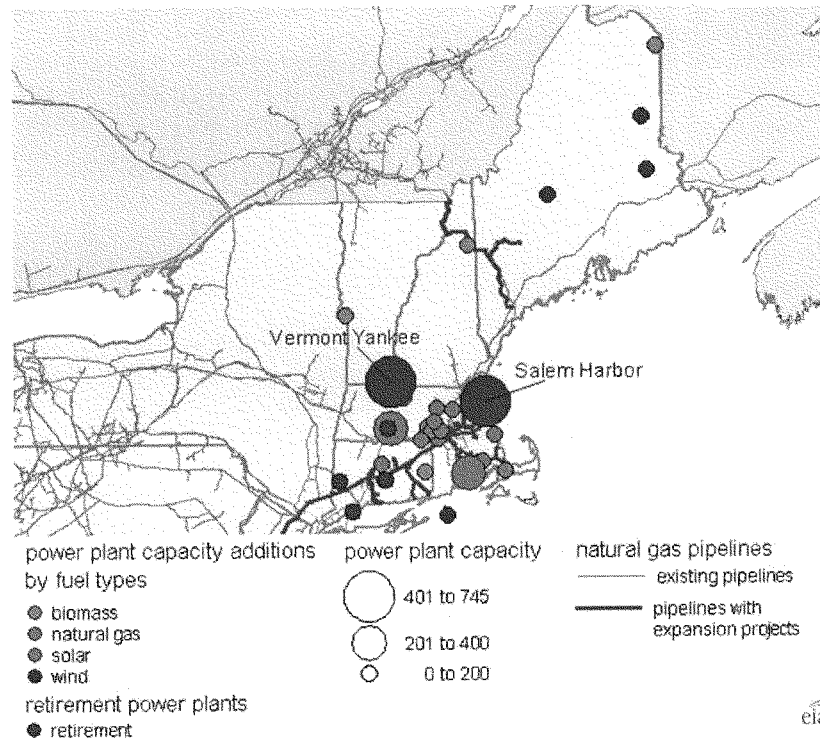 Vermont Yankee
Salem Harbor
power plant capacity additions
by fuel types
biomass
natural gas
solar
wind
retirement power plants
retirement
power plant capacity
401 to 745
201 to 400
0 to 200
natural gas pipelines
existing pipelines
pipelines with
expansion projects
eia